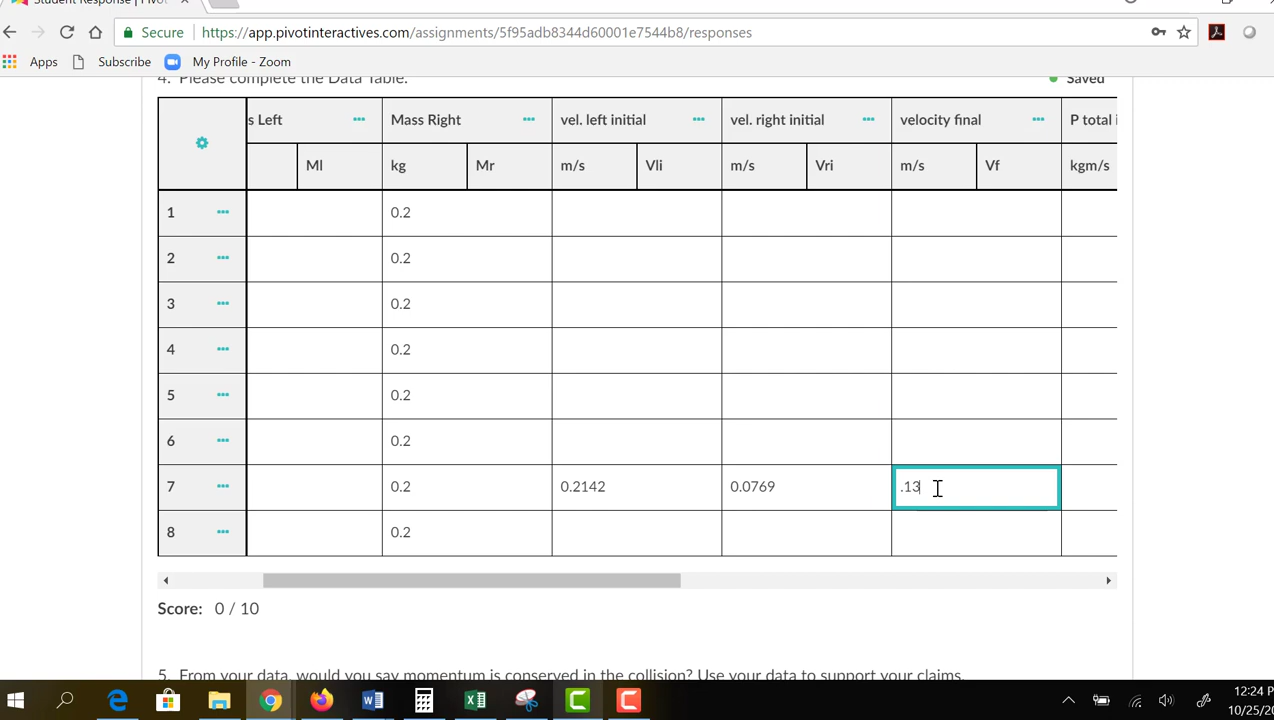 Student Response | Pivot
Secure https://app.pivotinteractives.com/assignments/5f95adb8344d60001e7544b8/responses
Apps Subscribe My Profile - Zoom
4. Please complete the Data Table. Saved
s Left Mass Right vel. left initial vel. right initial velocity final P total i
Ml kg Mr m/s Vli m/s Vri m/s Vf kgm/s
1 0.2
2 0.2
3 0.2
4 0.2
5 0.2
6 0.2
7 0.2 0.2142 0.0769 .13
8 0.2
Score: 0 / 10
5. From your data, would you say momentum is conserved in the collision? Use your data to support your claims.
12:24 P
10/25/20